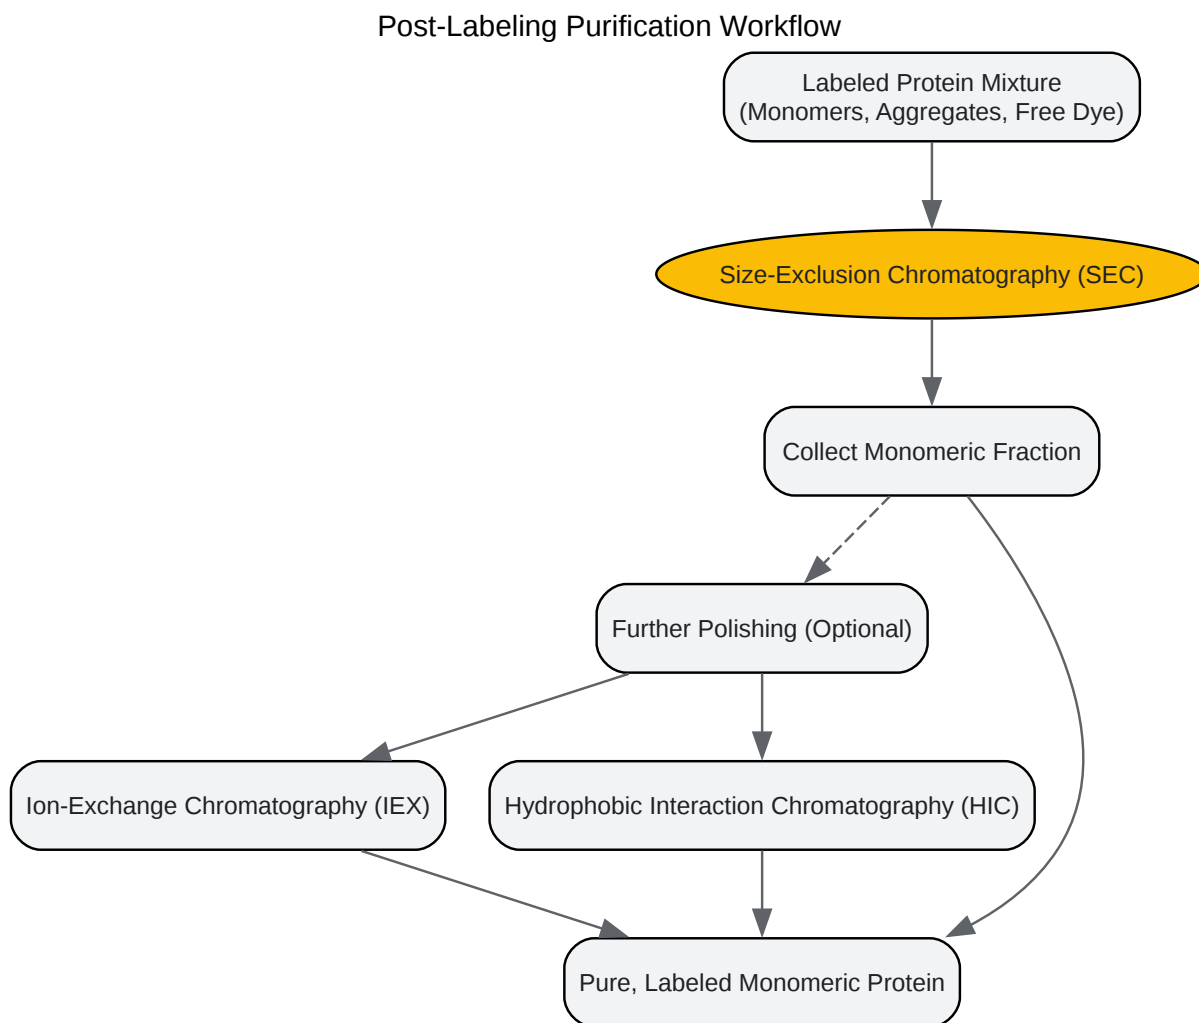 Post-Labeling Purification Workflow
Labeled Protein Mixture
(Monomers, Aggregates, Free Dye)
Size-Exclusion Chromatography (SEC)
Collect Monomeric Fraction
Further Polishing (Optional)
Ion-Exchange Chromatography (IEX)
Hydrophobic Interaction Chromatography (HIC)
Pure, Labeled Monomeric Protein